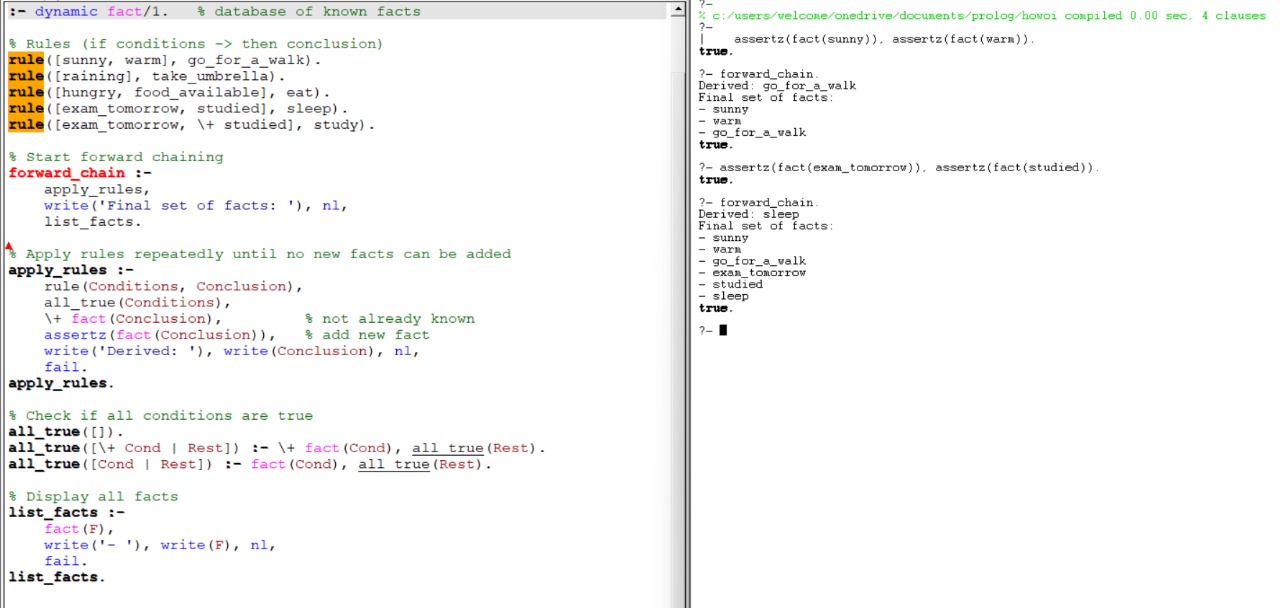 :- dynamic fact/1.   % database of known facts

% Rules (if conditions -> then conclusion)
rule([sunny, warm], go_for_a_walk).
rule([raining], take_umbrella).
rule([hungry, food_available], eat).
rule([exam_tomorrow, studied], sleep).
rule([exam_tomorrow, \+ studied], study).

% Start forward chaining
forward_chain :-
    apply_rules,
    write('Final set of facts: '), nl,
    list_facts.

% Apply rules repeatedly until no new facts can be added
apply_rules :-
    rule(Conditions, Conclusion),
    all_true(Conditions),
    \+ fact(Conclusion),         % not already known
    assertz(fact(Conclusion)),   % add new fact
    write('Derived: '), write(Conclusion), nl,
    fail.
apply_rules.

% Check if all conditions are true
all_true([]).
all_true([\+ Cond | Rest]) :- \+ fact(Cond), all_true(Rest).
all_true([Cond | Rest]) :- fact(Cond), all_true(Rest).

% Display all facts
list_facts :-
    fact(F),
    write('- '), write(F), nl,
    fail.
list_facts.

?-
% c:/users/welcome/onedrive/documents/prolog/howoi compiled 0.00 sec, 4 clauses
?-
|    assertz(fact(sunny)), assertz(fact(warm)).
true.

?- forward_chain.
Derived: go_for_a_walk
Final set of facts:
- sunny
- warm
- go_for_a_walk
true.

?- assertz(fact(exam_tomorrow)), assertz(fact(studied)).
true.

?- forward_chain.
Derived: sleep
Final set of facts:
- sunny
- warm
- go_for_a_walk
- exam_tomorrow
- studied
- sleep
true.

?-